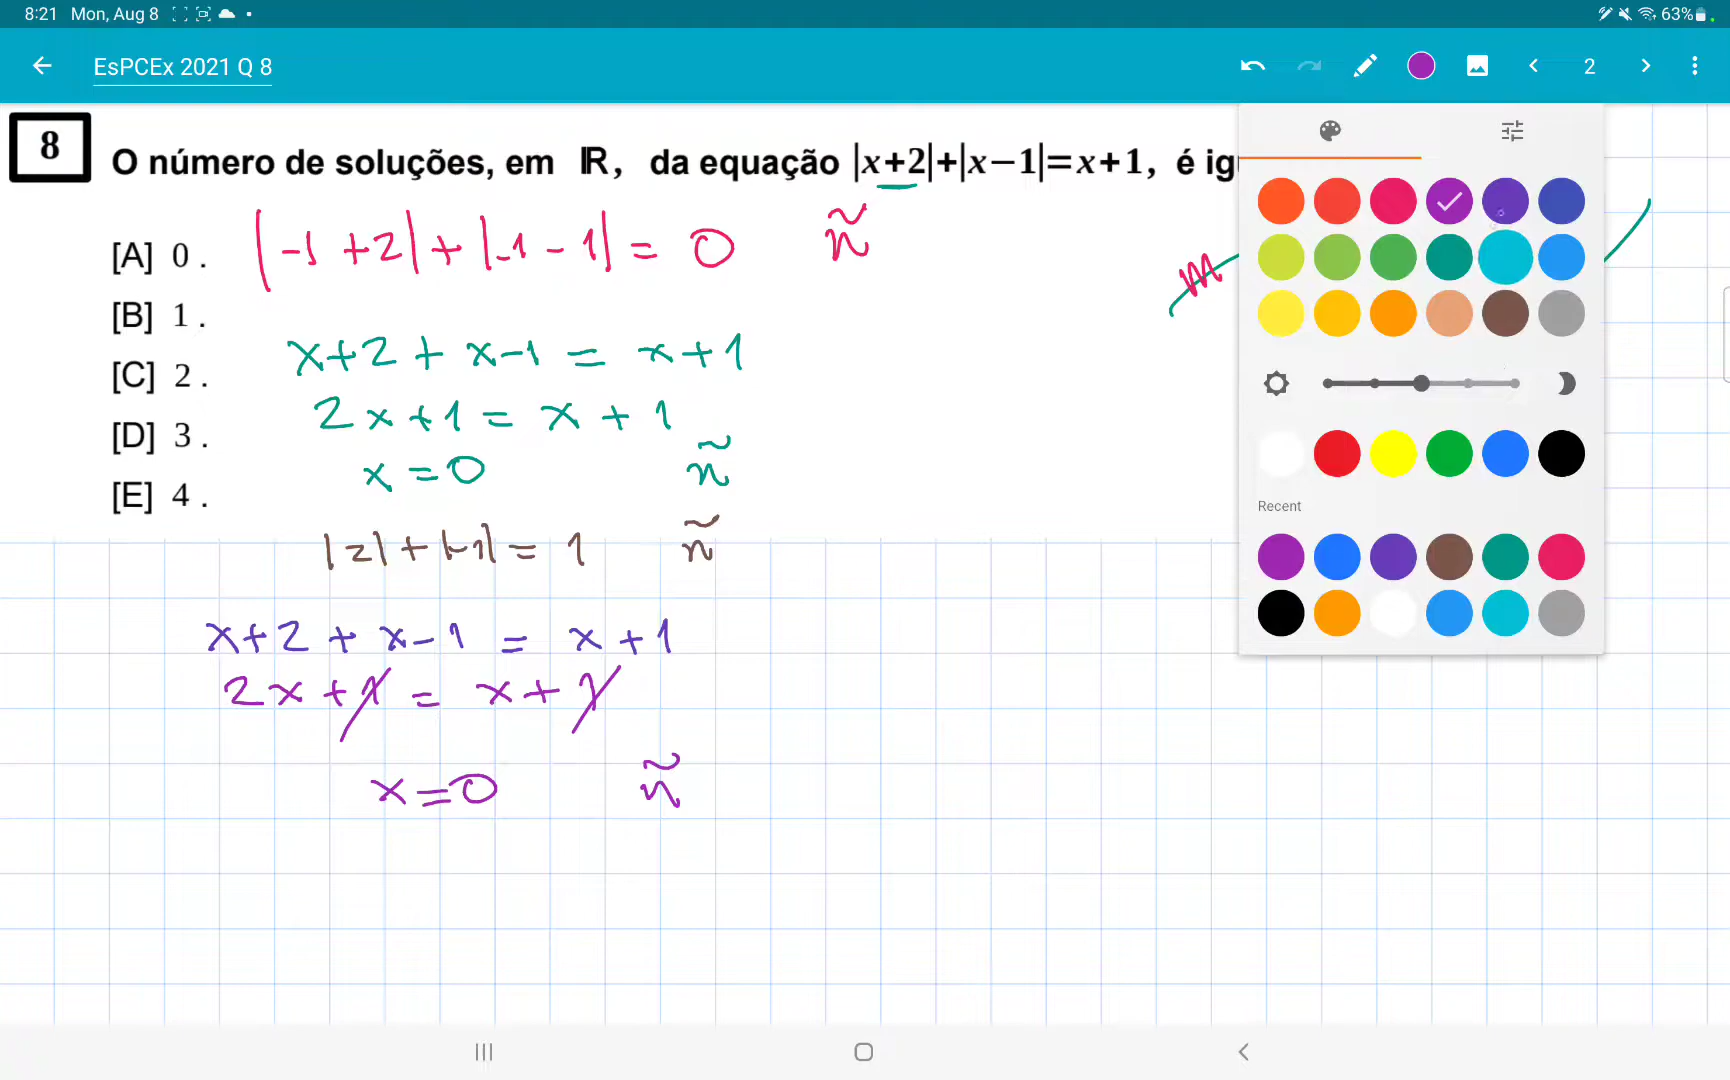 8:21 Mon, Aug 8 63%
EsPCEx 2021 Q 8 2
8 O número de soluções, em ℝ, da equação |x+2|+|x−1|=x+1, é ig
[A] 0 . |-1 +2| + |-1 - 1| = 0 ñ
m
[B] 1 .
x+2 + x-1 = x+1
[C] 2 .
2x+1 = x + 1
[D] 3 .
x = 0 ñ
[E] 4 .
Recent
|2| + |-1| = 1 ñ
x+2 + x-1 = x+1
2x +1 = x+1
x=0 ñ